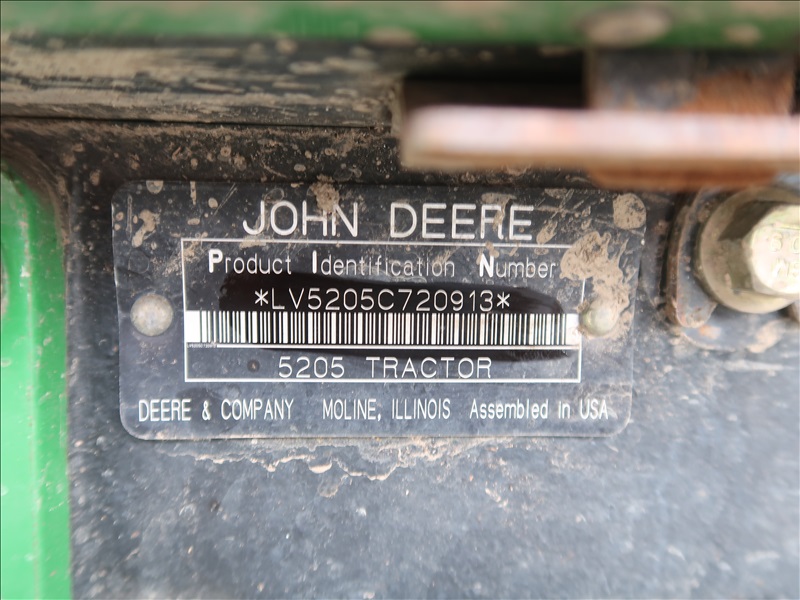 JOHN DEERE
Product Identification Number
*LV5205C720913*
5205 TRACTOR
DEERE & COMPANY MOLINE, ILLINOIS Assembled in USA